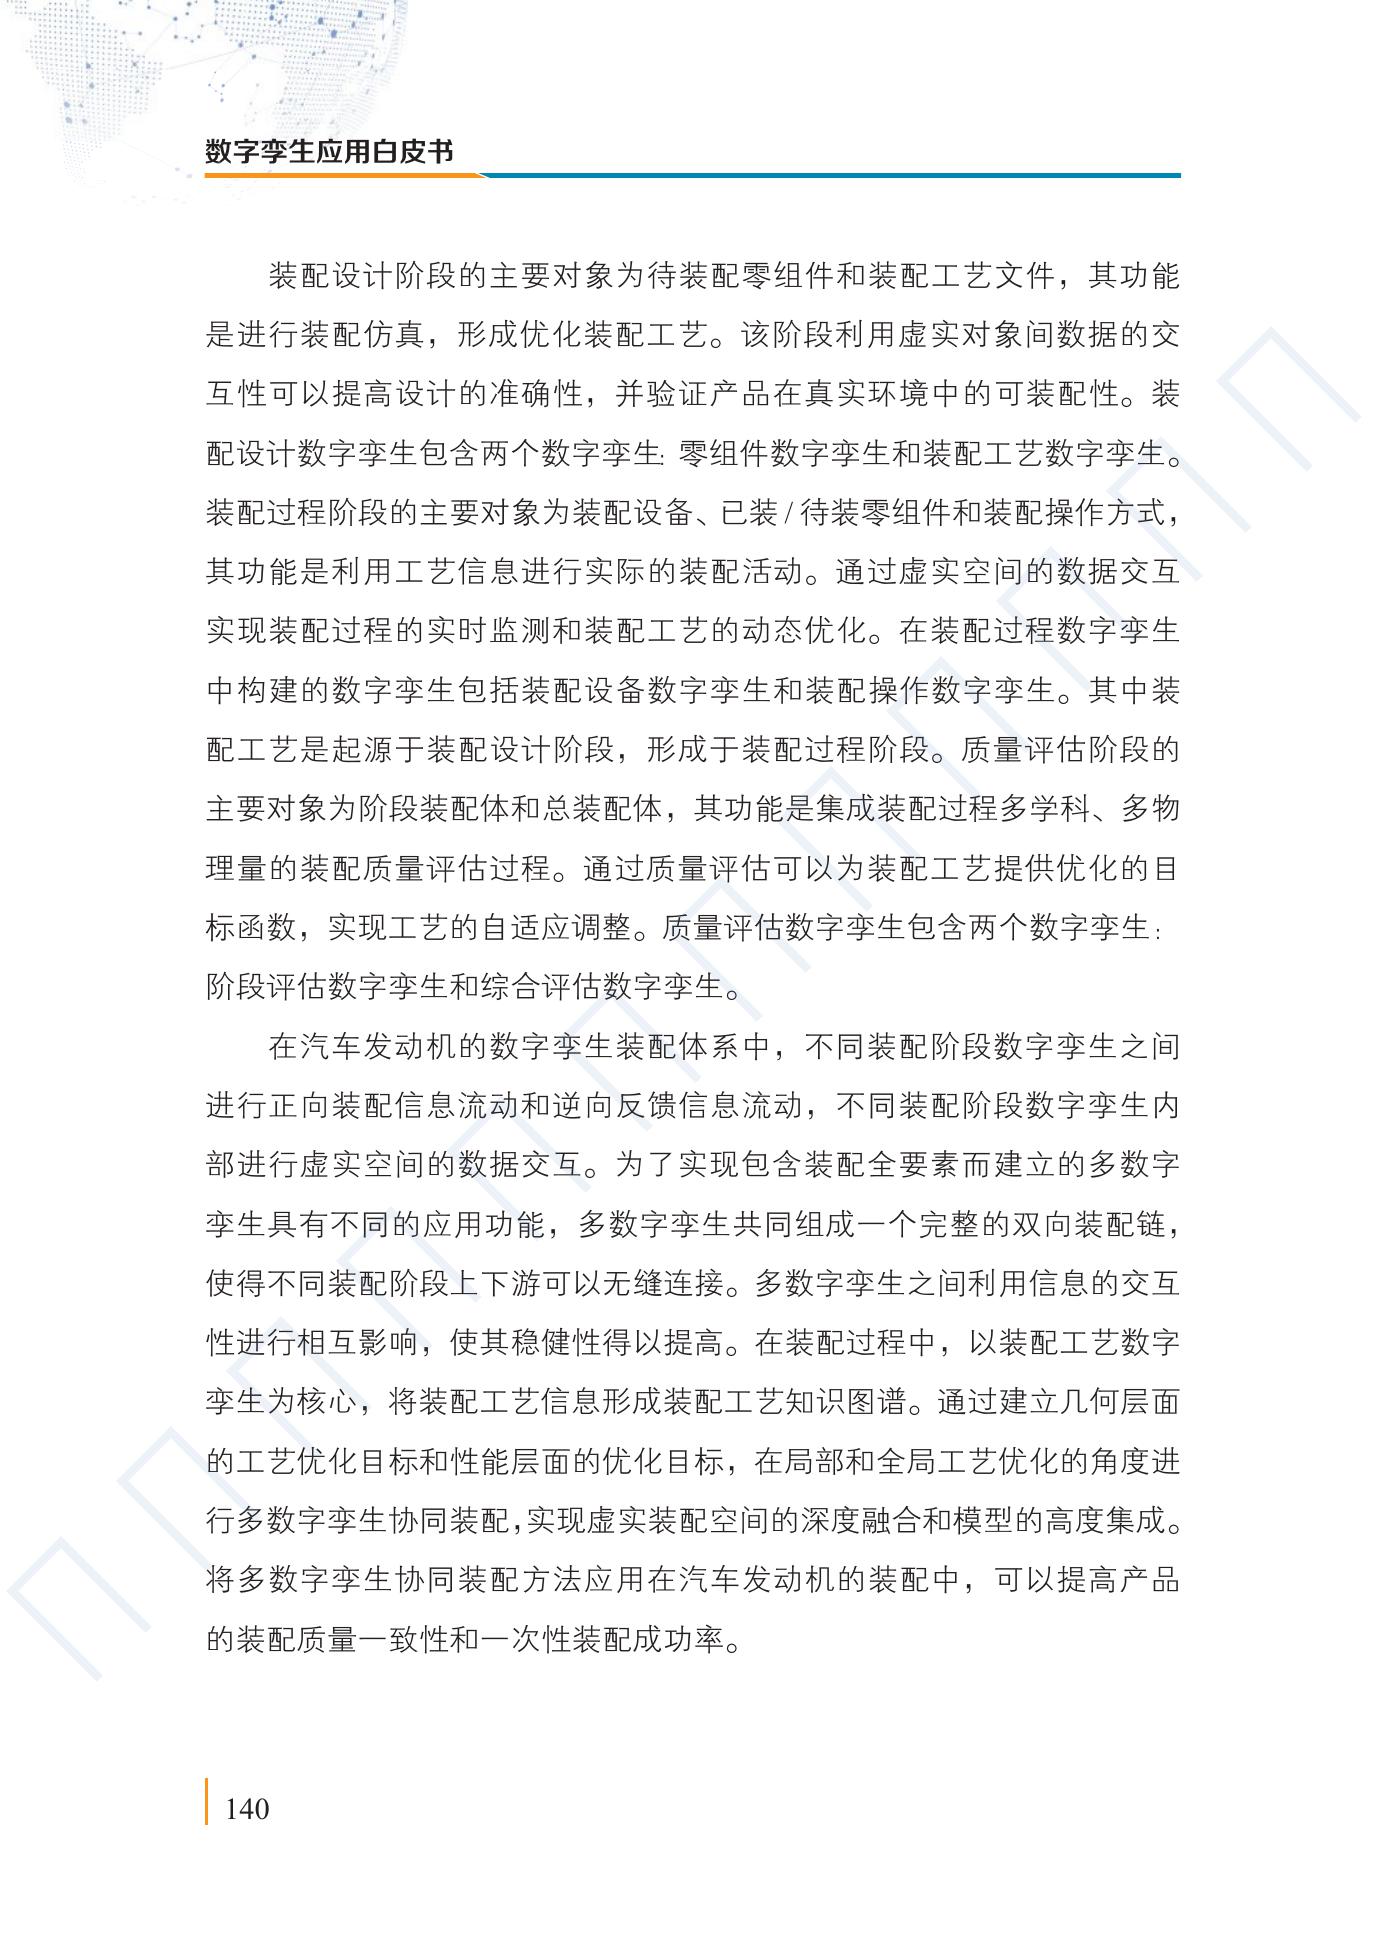 数字孪生应用白皮书
装配设计阶段的主要对象为待装配零组件和装配工艺文件，其功能
是进行装配仿真，形成优化装配工艺。该阶段利用虚实对象间数据的交
互性可以提高设计的准确性，并验证产品在真实环境中的可装配性。装
配设计数字孪生包含两个数字孪生：零组件数字孪生和装配工艺数字孪生。
装配过程阶段的主要对象为装配设备、已装/待装零组件和装配操作方式，
其功能是利用工艺信息进行实际的装配活动。通过虚实空间的数据交互
实现装配过程的实时监测和装配工艺的动态优化。在装配过程数字孪生
中构建的数字孪生包括装配设备数字孪生和装配操作数字孪生。其中装
配工艺是起源于装配设计阶段，形成于装配过程阶段。质量评估阶段的
主要对象为阶段装配体和总装配体，其功能是集成装配过程多学科、多物
理量的装配质量评估过程。通过质量评估可以为装配工艺提供优化的目
标函数，实现工艺的自适应调整。质量评估数字孪生包含两个数字孪生：
阶段评估数字孪生和综合评估数字孪生。
在汽车发动机的数字孪生装配体系中，不同装配阶段数字孪生之间
进行正向装配信息流动和逆向反馈信息流动，不同装配阶段数字孪生内
部进行虚实空间的数据交互。为了实现包含装配全要素而建立的多数字
孪生具有不同的应用功能，多数字孪生共同组成一个完整的双向装配链，
使得不同装配阶段上下游可以无缝连接。多数字孪生之间利用信息的交互
性进行相互影响，使其稳健性得以提高。在装配过程中，以装配工艺数字
孪生为核心，将装配工艺信息形成装配工艺知识图谱。通过建立几何层面
的工艺优化目标和性能层面的优化目标，在局部和全局工艺优化的角度进
行多数字孪生协同装配，实现虚实装配空间的深度融合和模型的高度集成。
将多数字孪生协同装配方法应用在汽车发动机的装配中，可以提高产品
的装配质量一致性和一次性装配成功率。
140